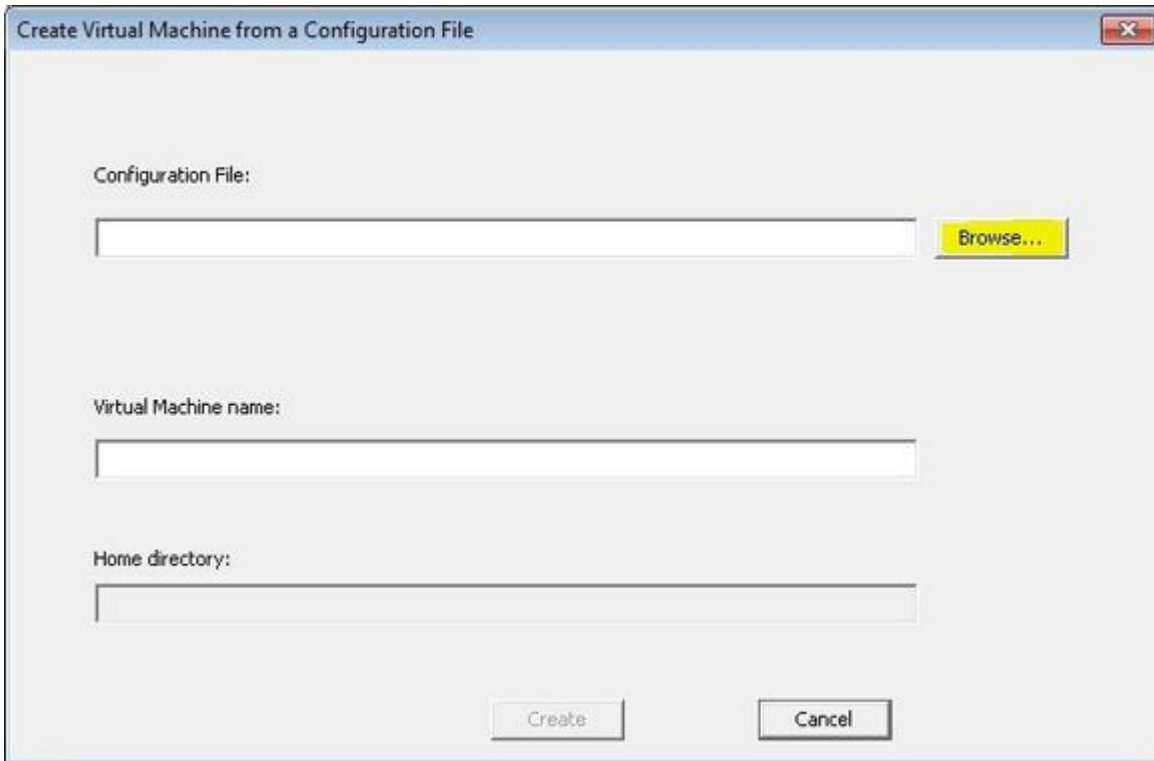 Create Virtual Machine from a Configuration File
Configuration File:
Browse...
Virtual Machine name:
Home directory:
Create
Cancel